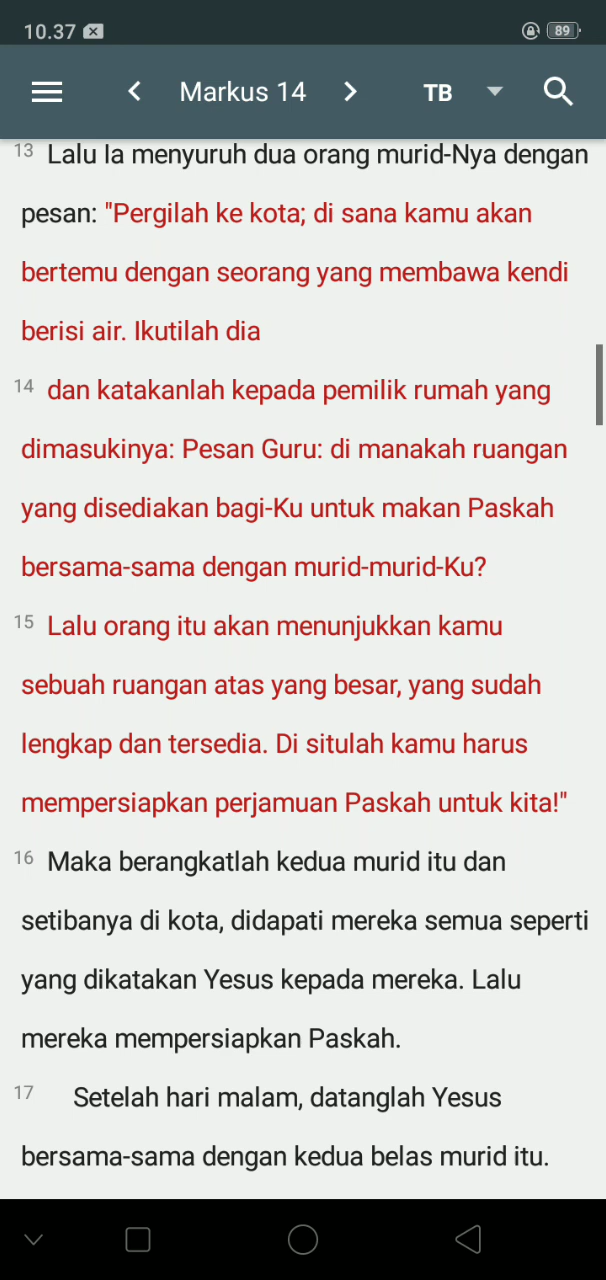 10.37
89
Markus 14
TB
13 Lalu Ia menyuruh dua orang murid-Nya dengan
pesan: "Pergilah ke kota; di sana kamu akan
bertemu dengan seorang yang membawa kendi
berisi air. Ikutilah dia
14 dan katakanlah kepada pemilik rumah yang
dimasukinya: Pesan Guru: di manakah ruangan
yang disediakan bagi-Ku untuk makan Paskah
bersama-sama dengan murid-murid-Ku?
15 Lalu orang itu akan menunjukkan kamu
sebuah ruangan atas yang besar, yang sudah
lengkap dan tersedia. Di situlah kamu harus
mempersiapkan perjamuan Paskah untuk kita!"
16 Maka berangkatlah kedua murid itu dan
setibanya di kota, didapati mereka semua seperti
yang dikatakan Yesus kepada mereka. Lalu
mereka mempersiapkan Paskah.
17 Setelah hari malam, datanglah Yesus
bersama-sama dengan kedua belas murid itu.